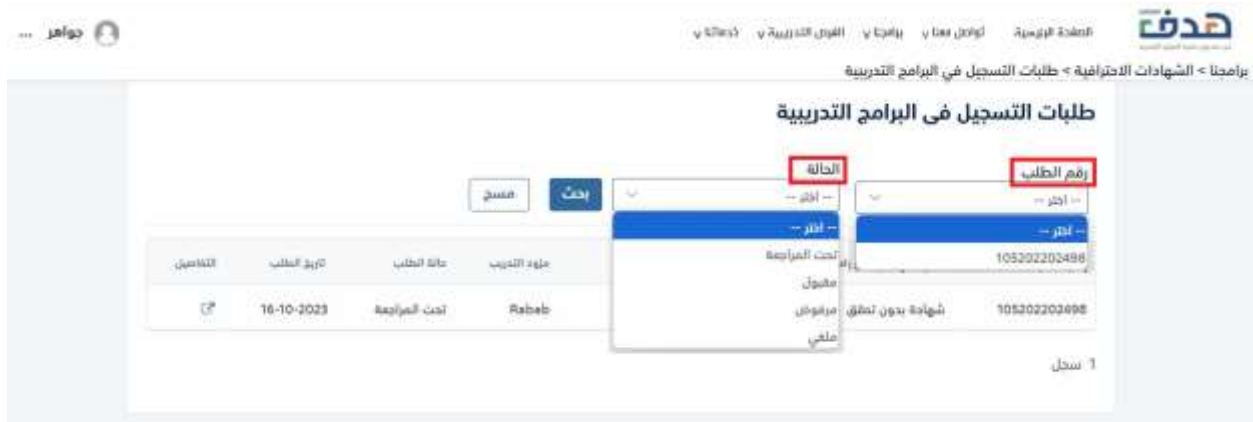 هدف
الصفحة الرئيسية تواصل معنا برامجنا الفرص التدريبية خدماتنا
جواهر ...
برامجنا > الشهادات الاحترافية > طلبات التسجيل في البرامج التدريبية
طلبات التسجيل في البرامج التدريبية
رقم الطلب الحالة
-- اختر -- -- اختر -- بحث مسح
-- اختر -- -- اختر --
105202202498 تحت المراجعة
مقبول
مرفوض
ملغي
مزود التدريب حالة الطلب تاريخ الطلب التفاصيل
105202202498 شهادة بدون تحقق Rabab تحت المراجعة 16-10-2023
1 سجل